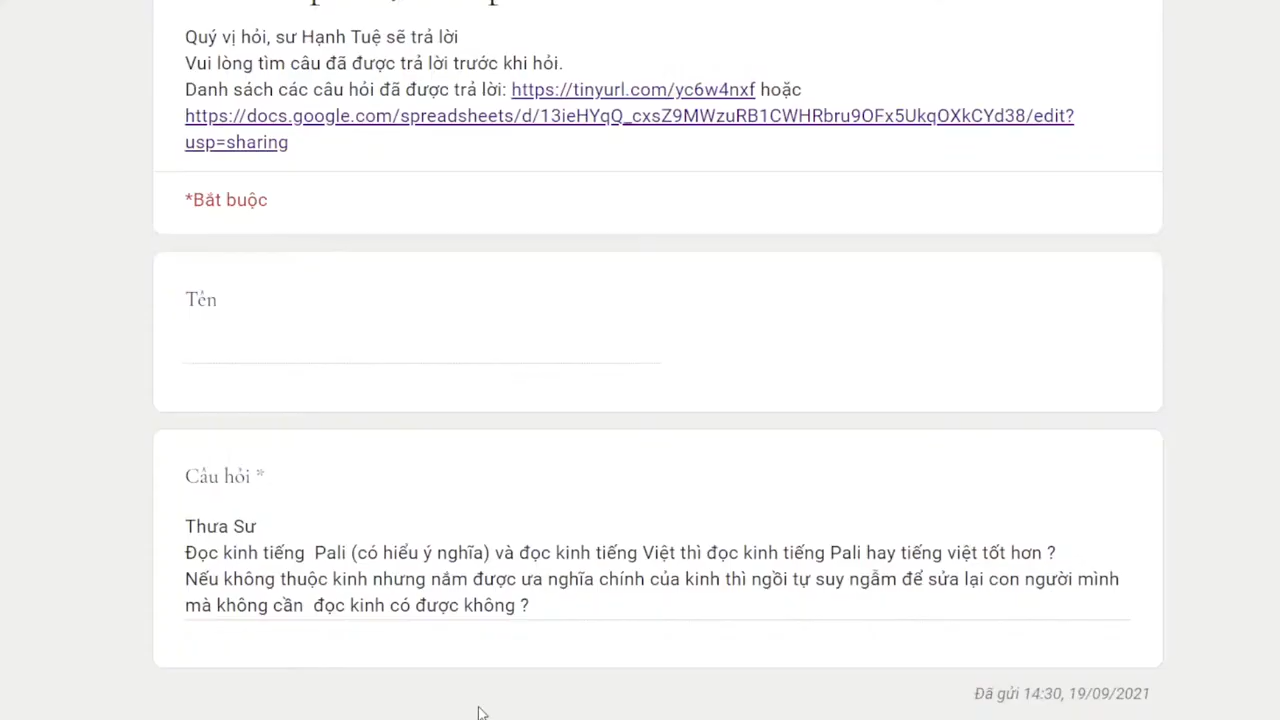 Quý vị hỏi, sư Hạnh Tuệ sẽ trả lời
Vui lòng tìm câu đã được trả lời trước khi hỏi.
Danh sách các câu hỏi đã được trả lời: https://tinyurl.com/yc6w4nxf hoặc
https://docs.google.com/spreadsheets/d/13ieHYqQ_cxsZ9MWzuRB1CWHRbru9OFx5UkqOXkCYd38/edit?
usp=sharing
*Bắt buộc
Tên
Câu hỏi *
Thưa Sư
Đọc kinh tiếng  Pali (có hiểu ý nghĩa) và đọc kinh tiếng Việt thì đọc kinh tiếng Pali hay tiếng việt tốt hơn ?
Nếu không thuộc kinh nhưng nắm được ưa nghĩa chính của kinh thì ngồi tự suy ngẫm để sửa lại con người mình
mà không cần  đọc kinh có được không ?
Đã gửi 14:30, 19/09/2021